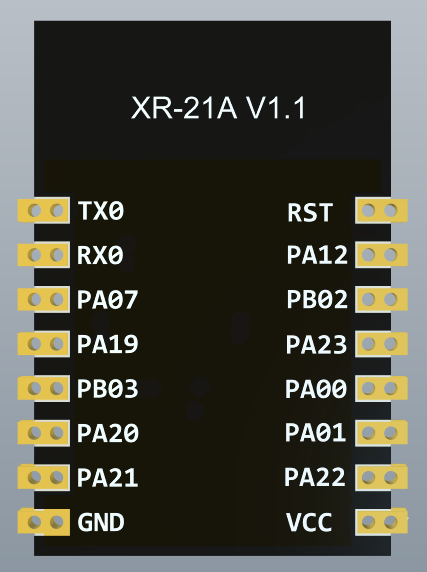 XR-21A V1.1
TX0 RST
RX0 PA12
PA07 PB02
PA19 PA23
PB03 PA00
PA20 PA01
PA21 PA22
GND VCC